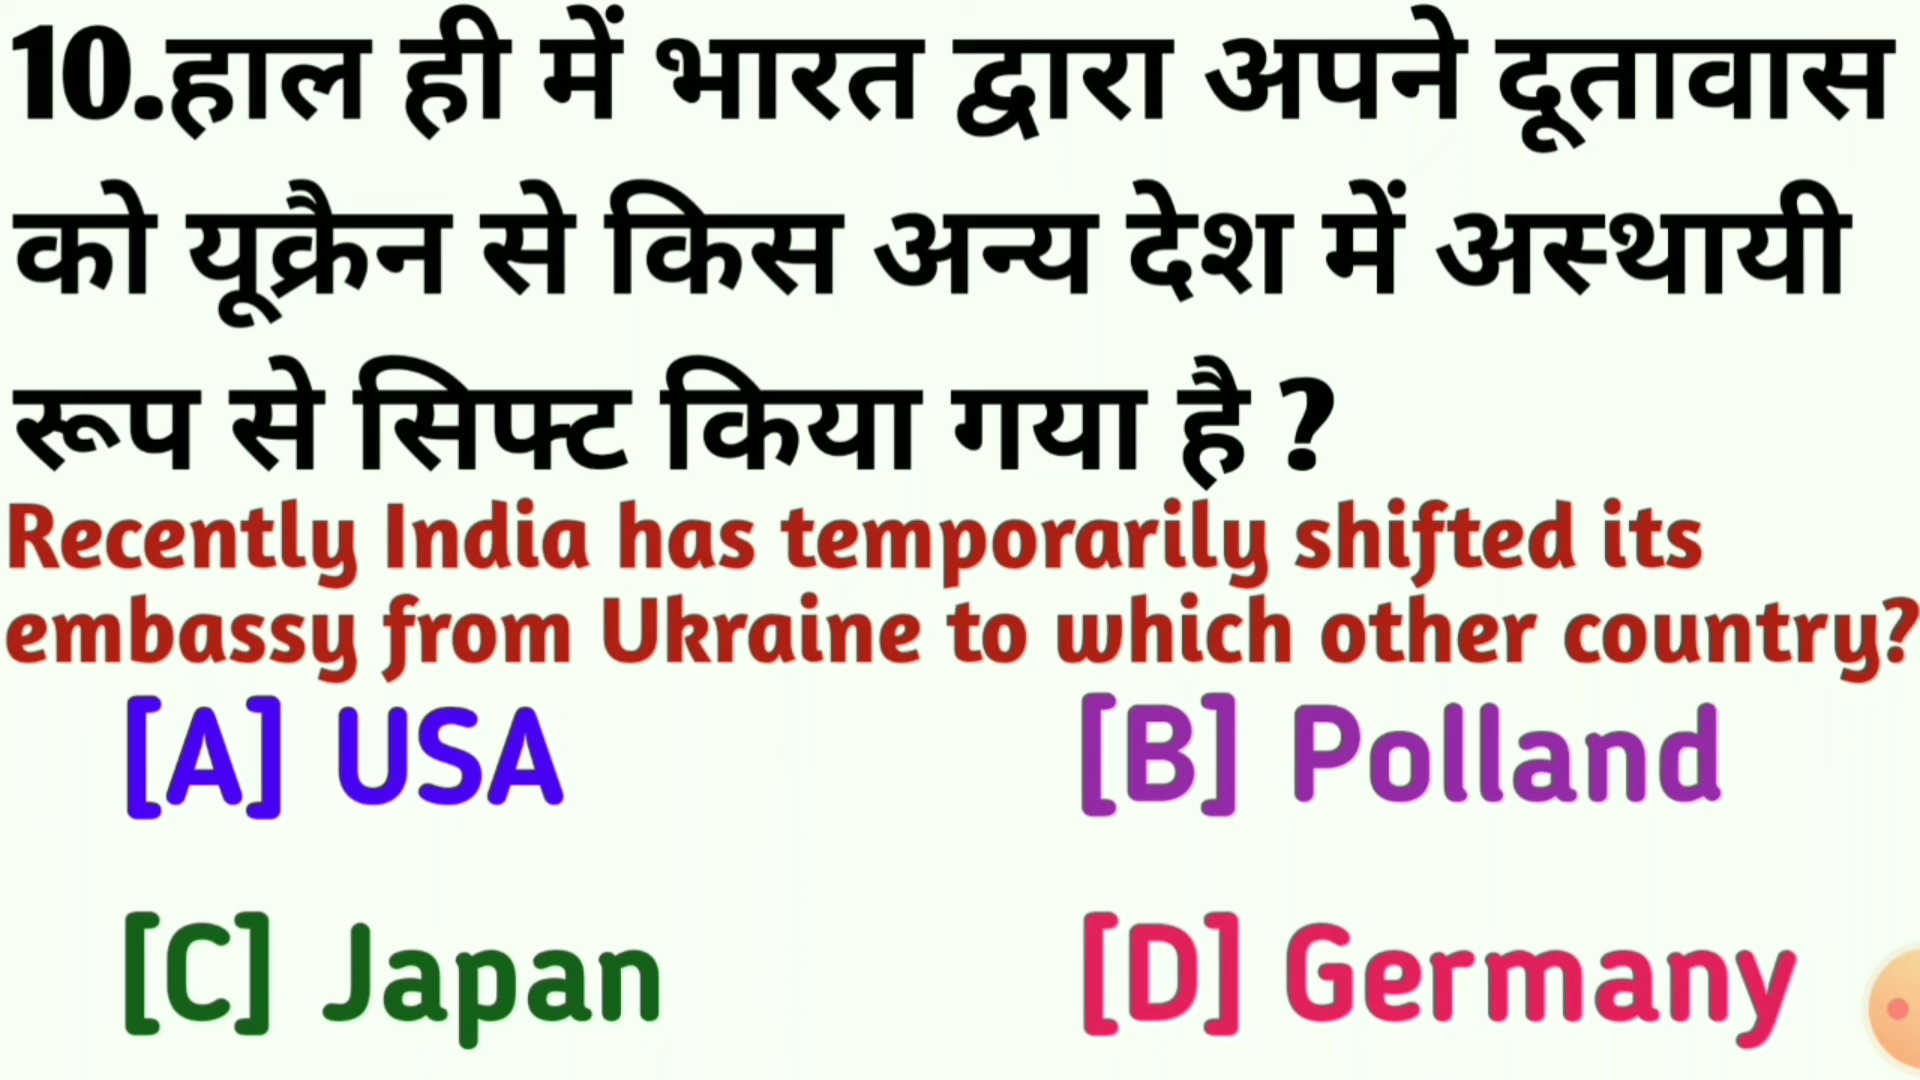 10.हाल ही में भारत द्वारा अपने दूतावास
को यूक्रैन से किस अन्य देश में अस्थायी
रूप से सिफ्ट किया गया है ?
Recently India has temporarily shifted its
embassy from Ukraine to which other country?
[A] USA
[B] Polland
[C] Japan
[D] Germany